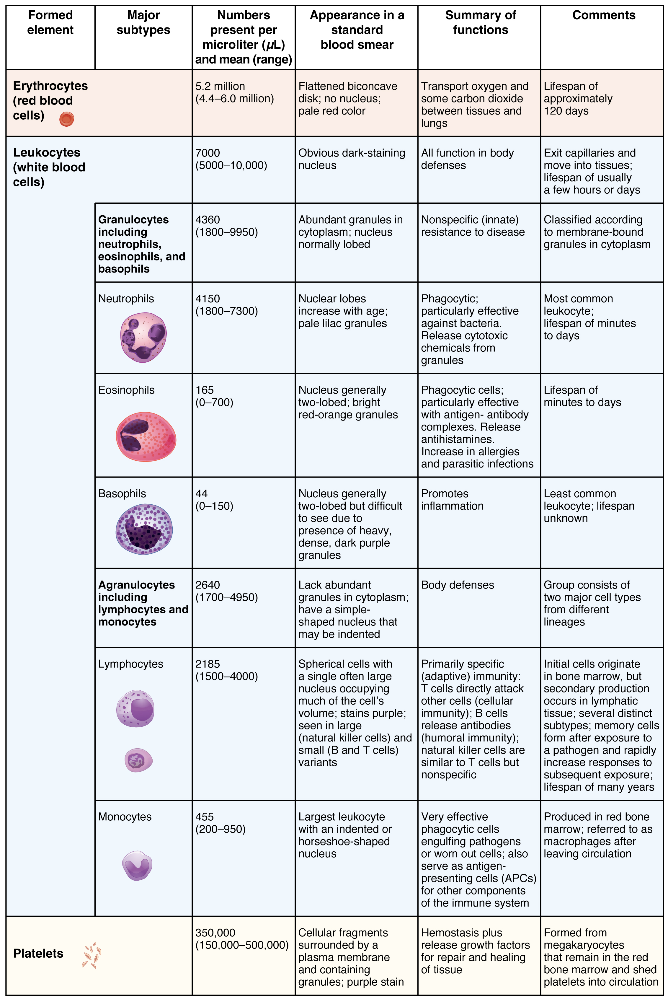 Formed
element
Major
subtypes
Numbers
present per
microliter (µL)
and mean (range)
Appearance in a
standard
blood smear
Summary of
functions
Comments
Erythrocytes
(red blood
cells)
5.2 million
(4.4–6.0 million)
Flattened biconcave
disk; no nucleus;
pale red color
Transport oxygen and
some carbon dioxide
between tissues and
lungs
Lifespan of
approximately
120 days
Leukocytes
(white blood
cells)
7000
(5000–10,000)
Obvious dark-staining
nucleus
All function in body
defenses
Exit capillaries and
move into tissues;
lifespan of usually
a few hours or days
Granulocytes
including
neutrophils,
eosinophils, and
basophils
4360
(1800–9950)
Abundant granules in
cytoplasm; nucleus
normally lobed
Nonspecific (innate)
resistance to disease
Classified according
to membrane-bound
granules in cytoplasm
Neutrophils
4150
(1800–7300)
Nuclear lobes
increase with age;
pale lilac granules
Phagocytic;
particularly effective
against bacteria.
Release cytotoxic
chemicals from
granules
Most common
leukocyte;
lifespan of minutes
to days
Eosinophils
165
(0–700)
Nucleus generally
two-lobed; bright
red-orange granules
Phagocytic cells;
particularly effective
with antigen- antibody
complexes. Release
antihistamines.
Increase in allergies
and parasitic infections
Lifespan of
minutes to days
Basophils
44
(0–150)
Nucleus generally
two-lobed but difficult
to see due to
presence of heavy,
dense, dark purple
granules
Promotes
inflammation
Least common
leukocyte; lifespan
unknown
Agranulocytes
including
lymphocytes and
monocytes
2640
(1700–4950)
Lack abundant
granules in cytoplasm;
have a simple-
shaped nucleus that
may be indented
Body defenses
Group consists of
two major cell types
from different
lineages
Lymphocytes
2185
(1500–4000)
Spherical cells with
a single often large
nucleus occupying
much of the cell’s
volume; stains purple;
seen in large
(natural killer cells) and
small (B and T cells)
variants
Primarily specific
(adaptive) immunity:
T cells directly attack
other cells (cellular
immunity); B cells
release antibodies
(humoral immunity);
natural killer cells are
similar to T cells but
nonspecific
Initial cells originate
in bone marrow, but
secondary production
occurs in lymphatic
tissue; several distinct
subtypes; memory cells
form after exposure to
a pathogen and rapidly
increase responses to
subsequent exposure;
lifespan of many years
Monocytes
455
(200–950)
Largest leukocyte
with an indented or
horseshoe-shaped
nucleus
Very effective
phagocytic cells
engulfing pathogens
or worn out cells; also
serve as antigen-
presenting cells (APCs)
for other components
of the immune system
Produced in red bone
marrow; referred to as
macrophages after
leaving circulation
Platelets
350,000
(150,000–500,000)
Cellular fragments
surrounded by a
plasma membrane
and containing
granules; purple stain
Hemostasis plus
release growth factors
for repair and healing
of tissue
Formed from
megakaryocytes
that remain in the red
bone marrow and shed
platelets into circulation